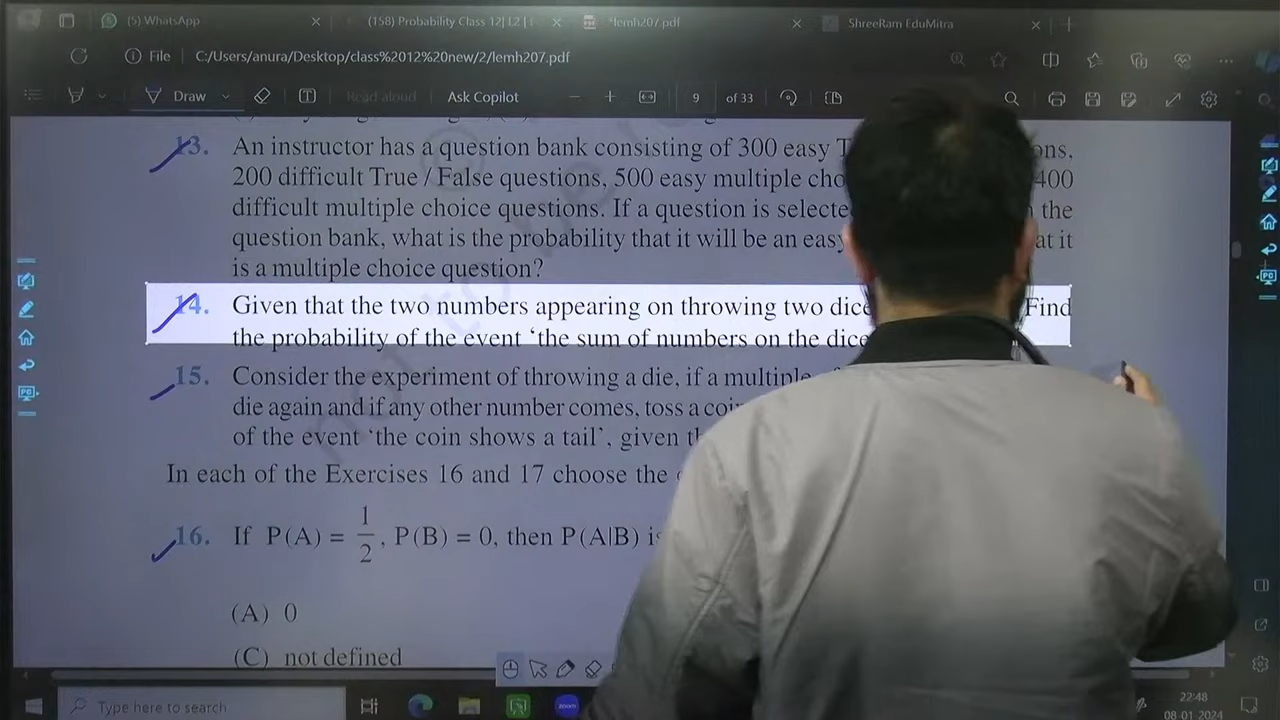 (5) WhatsApp
(158) Probability Class 12| L2 |
*lemh207.pdf
ShreeRam EduMitra
File
C:/Users/anura/Desktop/class%2012%20new/2/lemh207.pdf
Draw
Read aloud
Ask Copilot
9 of 33
13. An instructor has a question bank consisting of 300 easy T
200 difficult True / False questions, 500 easy multiple 400
difficult multiple choice questions. If a question is the
question bank, what is the probability that it will be an easy it
is a multiple choice question?
14. Given that the two numbers appearing on throwing two dice Find
the probability of the event ‘the sum of numbers on the dice
15. Consider the experiment of throwing a die, if a multiple
die again and if any other number comes, toss a
of the event ‘the coin shows a tail’, given
In each of the Exercises 16 and 17 choose the
16. If P(A) = 1/2, P(B) = 0, then P(A|B)
(A) 0
(C) not defined
Type here to search
zoom
22:48
08-01-2024